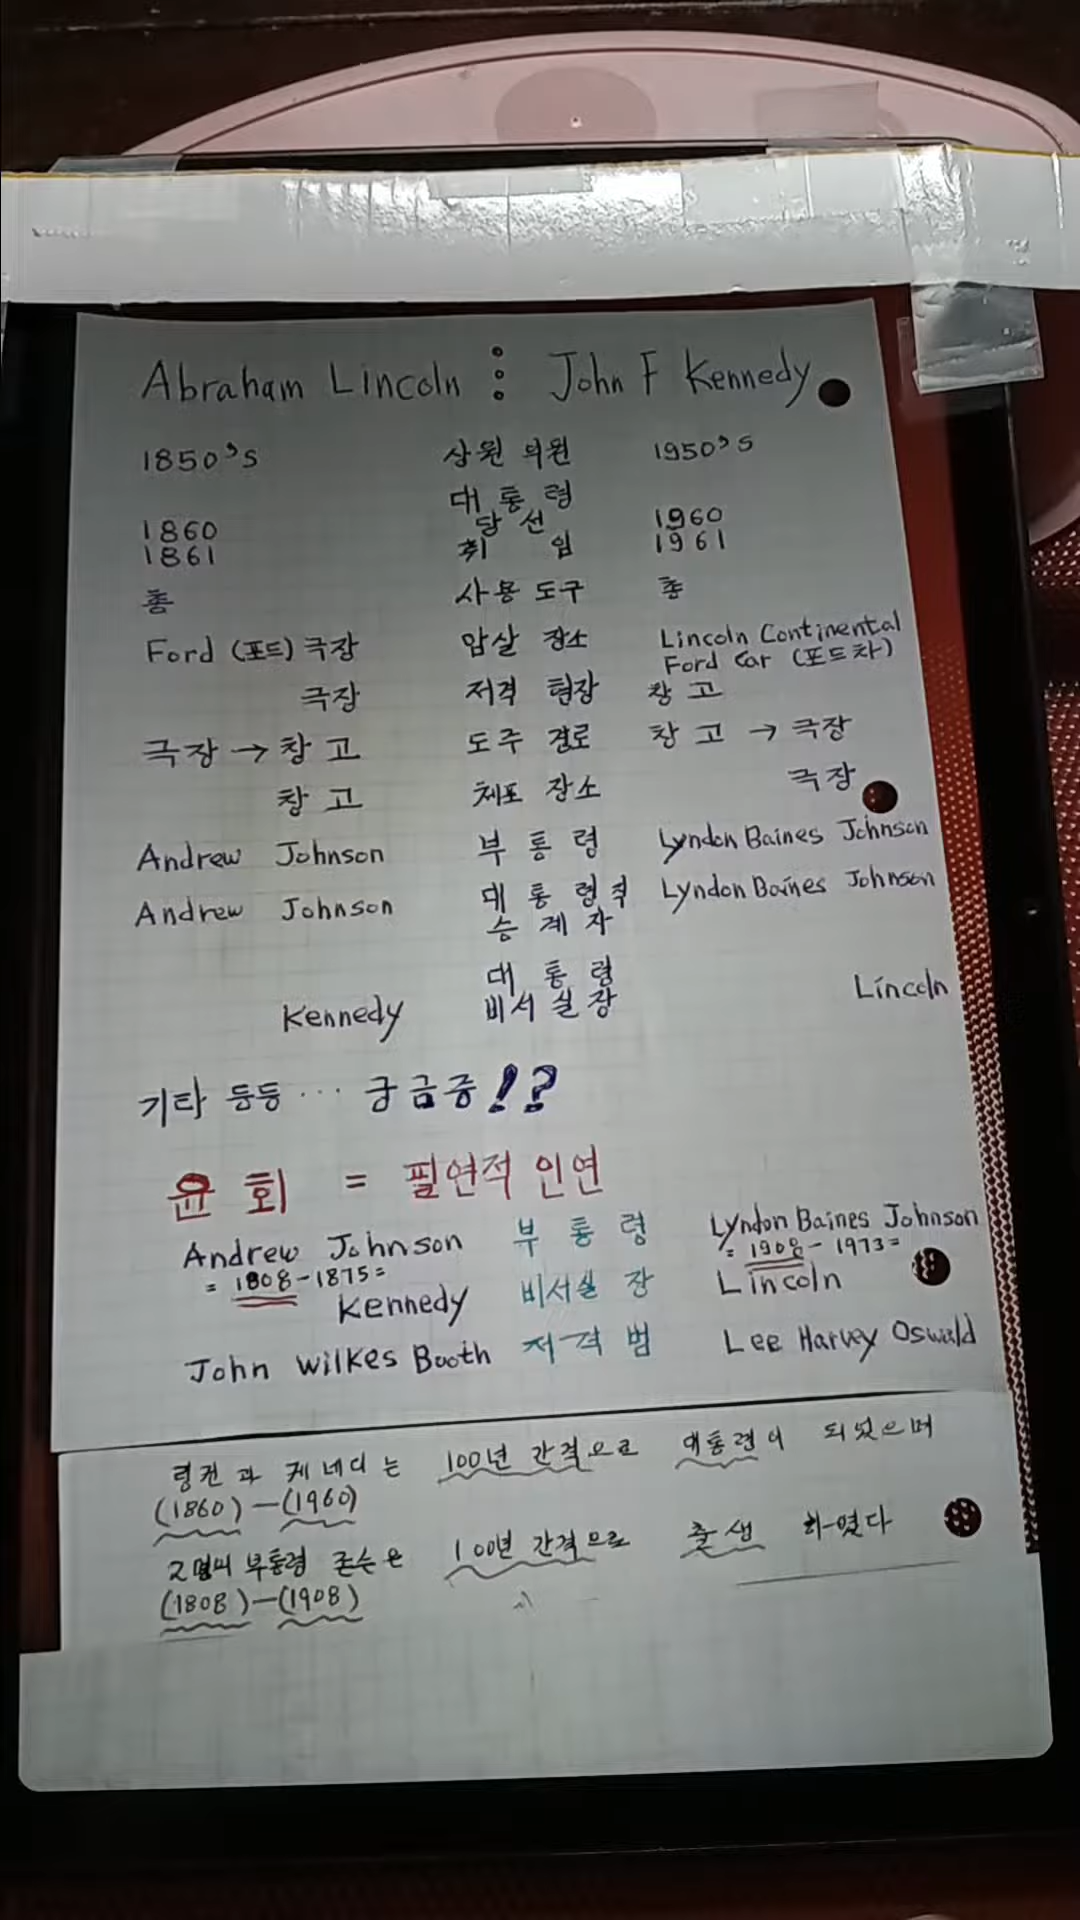 Abraham Lincoln : John F Kennedy
1850's 상원 의원 1950's
대통령
당선
1860 1960
1861 취임 1961
총 사용 도구 총
Ford (포드) 극장 암살 장소 Lincoln Continental
Ford Car (포드차)
극장 저격 현장 창고
극장 → 창고 도주 경로 창고 → 극장
창고 체포 장소 극장
Andrew Johnson 부통령 Lyndon Baines Johnson
Andrew Johnson 대통령직 Lyndon Baines Johnson
승계자
대통령
Kennedy 비서실장 Lincoln
기타 등등 … 궁금증!?
윤회 = 필연적 인연
Andrew Johnson 부통령 Lyndon Baines Johnson
= 1808 - 1875 = = 1908 - 1973 =
Kennedy 비서실장 Lincoln
John Wilkes Booth 저격범 Lee Harvey Oswald
링컨과 케네디는 100년 간격으로 대통령이 되었으며
(1860) - (1960)
2명의 부통령 존슨은 100년 간격으로 출생 하였다
(1808) - (1908)